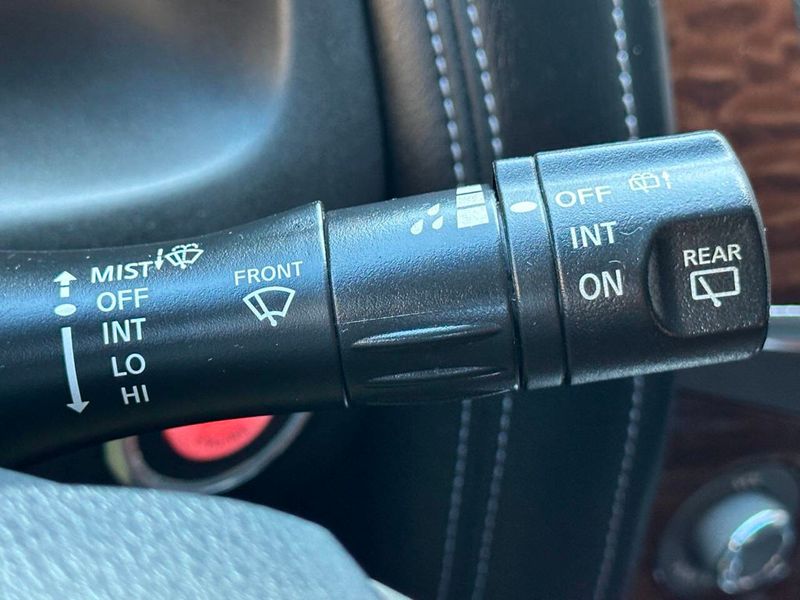 MIST
OFF
INT
LO
HI
FRONT
OFF
INT
ON
REAR